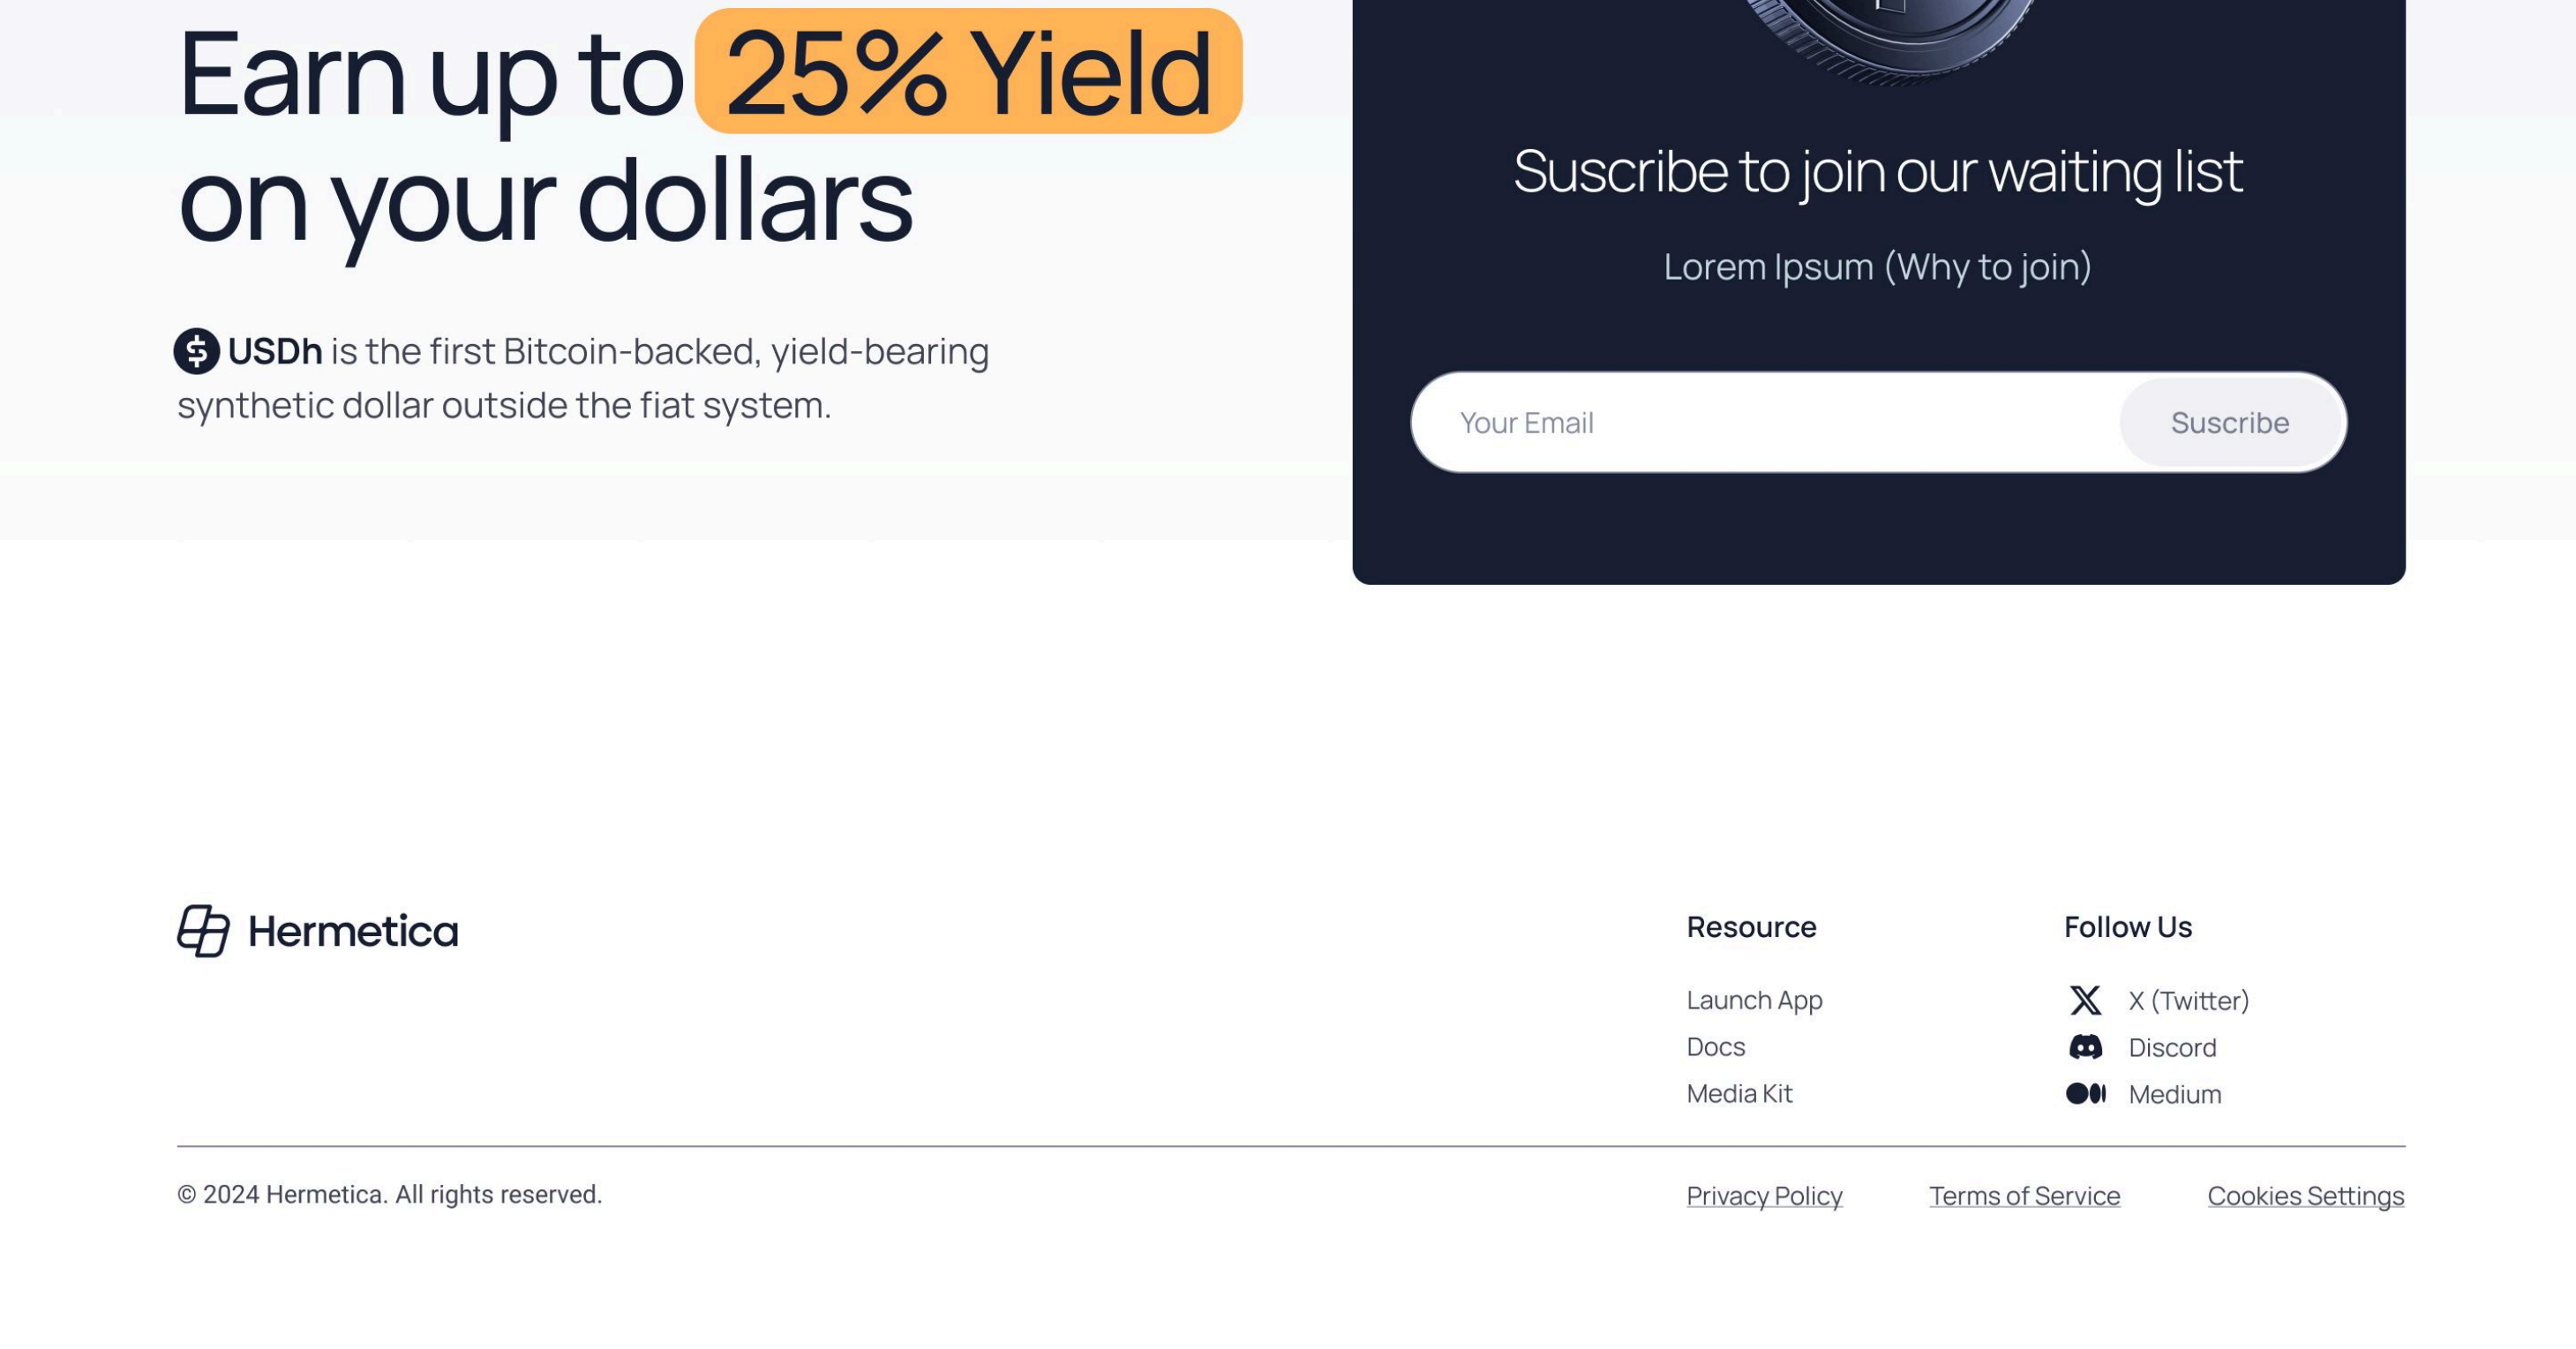 Earn up to 25% Yield
on your dollars
USDh is the first Bitcoin-backed, yield-bearing
synthetic dollar outside the fiat system.
Suscribe to join our waiting list
Lorem Ipsum (Why to join)
Your Email
Suscribe
Hermetica
Resource
Launch App
Docs
Media Kit
Follow Us
X (Twitter)
Discord
Medium
© 2024 Hermetica. All rights reserved.
Privacy Policy
Terms of Service
Cookies Settings